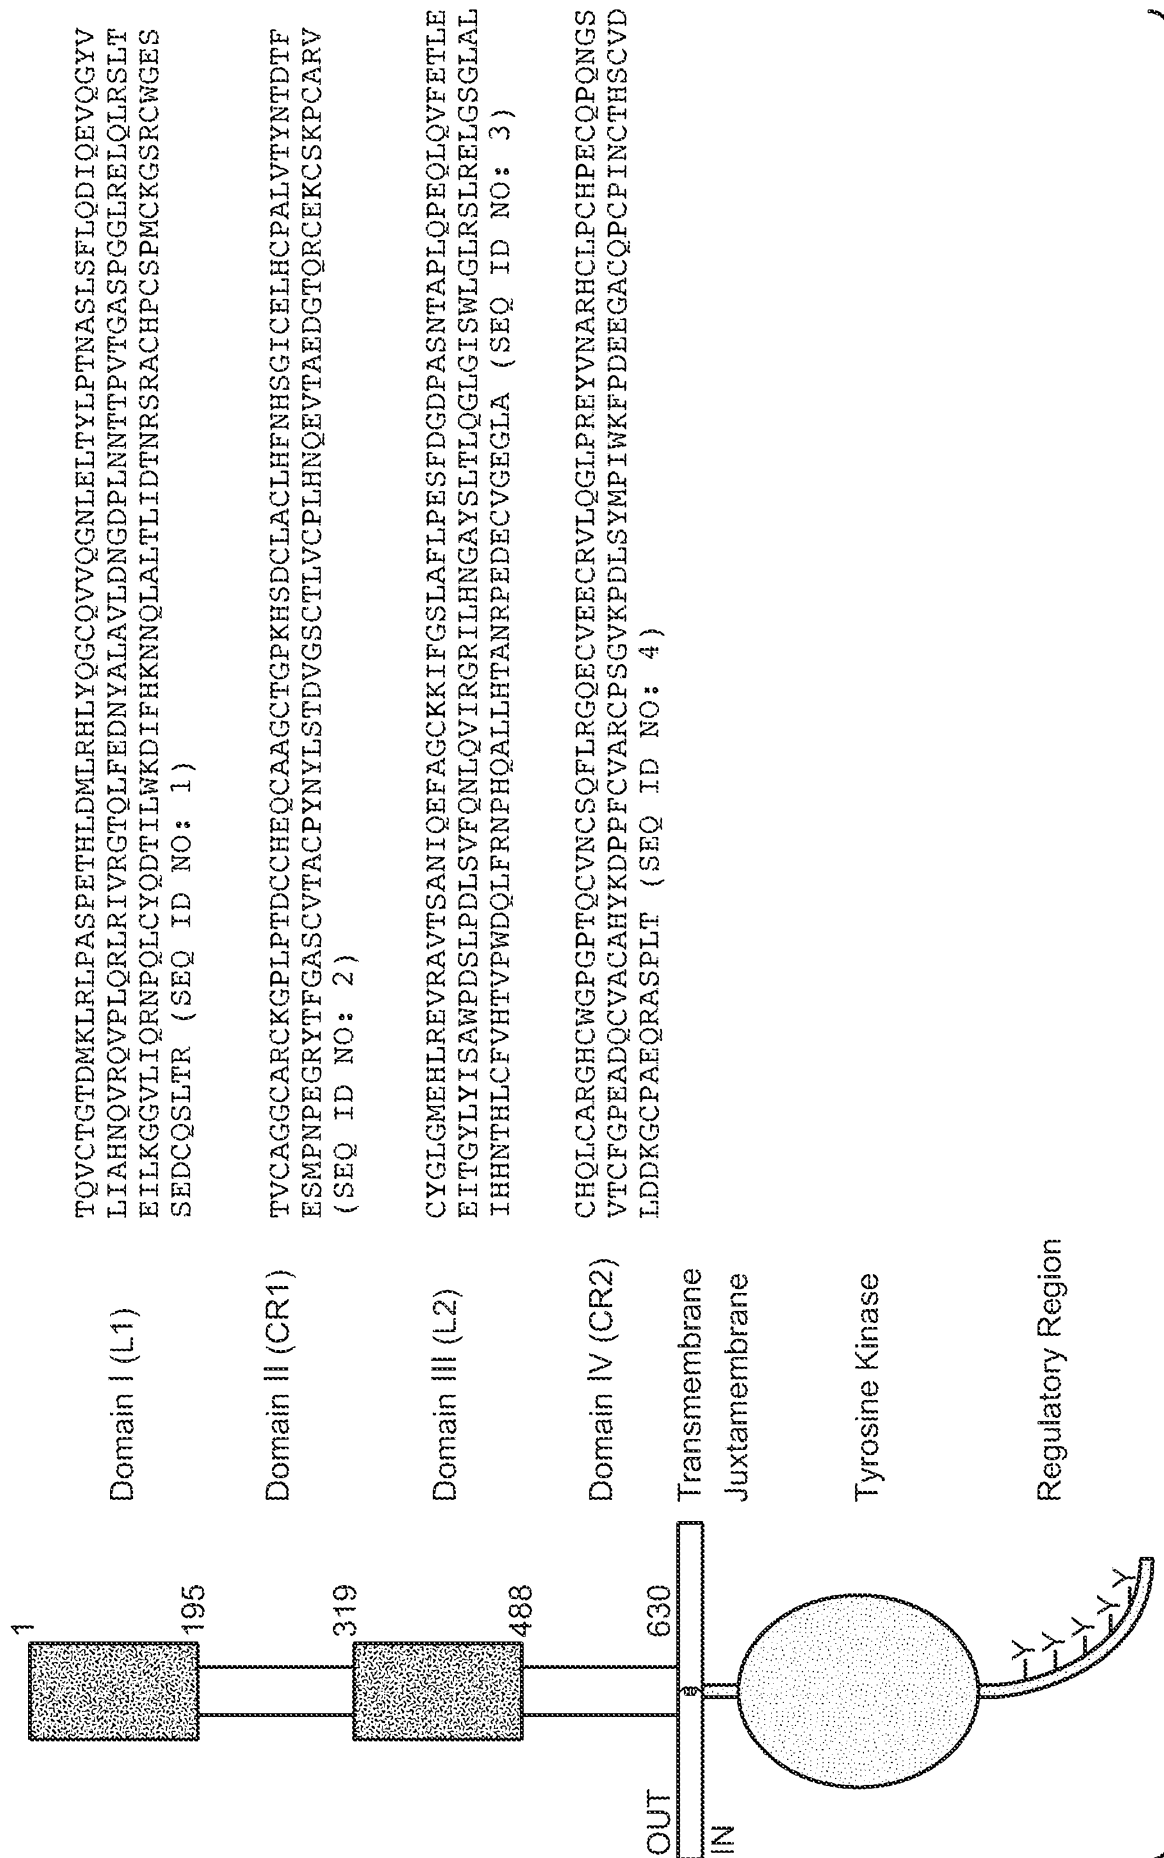 1
195
319
488
630
OUT
IN
Y
Y
Y
Y
Y
Domain I (L1)
TQVCTGTDMKLRLPASPETHLDMLRHLYQGCQVVQGNLELTYLPTNASLSFLQDIQEVQGYV
LIAHNQVRQVPLQRLRIVRGTQLFEDNYALAVLDNGDPLNNTTPVTGASPGGLRELQLRSLT
EILKGGVLIQRNPQLCYQDTILWKDIFHKNNQLALTLIDTNRSRACHPCSPMCKGSRCWGES
SEDCQSLTR (SEQ ID NO: 1)
Domain II (CR1)
TVCAGGCARCKGPLPTDCCHEQCAAGCTGPKHSDCLACLHFNHSGICELHCPALVTYNTDTF
ESMPNPEGRYTFGASCVTACPYNYLSTDVGSCTLVCPLHNQEVTAEDGTQRCEKCSKPCARV
(SEQ ID NO: 2)
Domain III (L2)
CYGLGMEHLREVRAVTSANIQEFAGCKKIFGSLAFLPESFDGDPASNTAPLQPEQLQVFETLE
EITGYLYISAWPDSLPDLSVFQNLQVIRGRILHNGAYSLTLQGLGISWLGLRSLRELGSGLAL
IHHNTHLCFVHTVPWDQLFRNPHQALLHTANRPEDECVGEGLA (SEQ ID NO: 3)
Domain IV (CR2)
CHQLCARGHCWGPGPTQCVNCSQFLRGQECVEECRVLQGLPREYVNARHCLPCHPECQPQNGS
VTCFGPEADQCVACAHYKDPPFCVARCPSGVKPDLSYMPIWKFPDEEGACQPCPINCTHSCVD
LDDKGCPAEQRASPLT (SEQ ID NO: 4)
Transmembrane
Juxtamembrane
Tyrosine Kinase
Regulatory Region